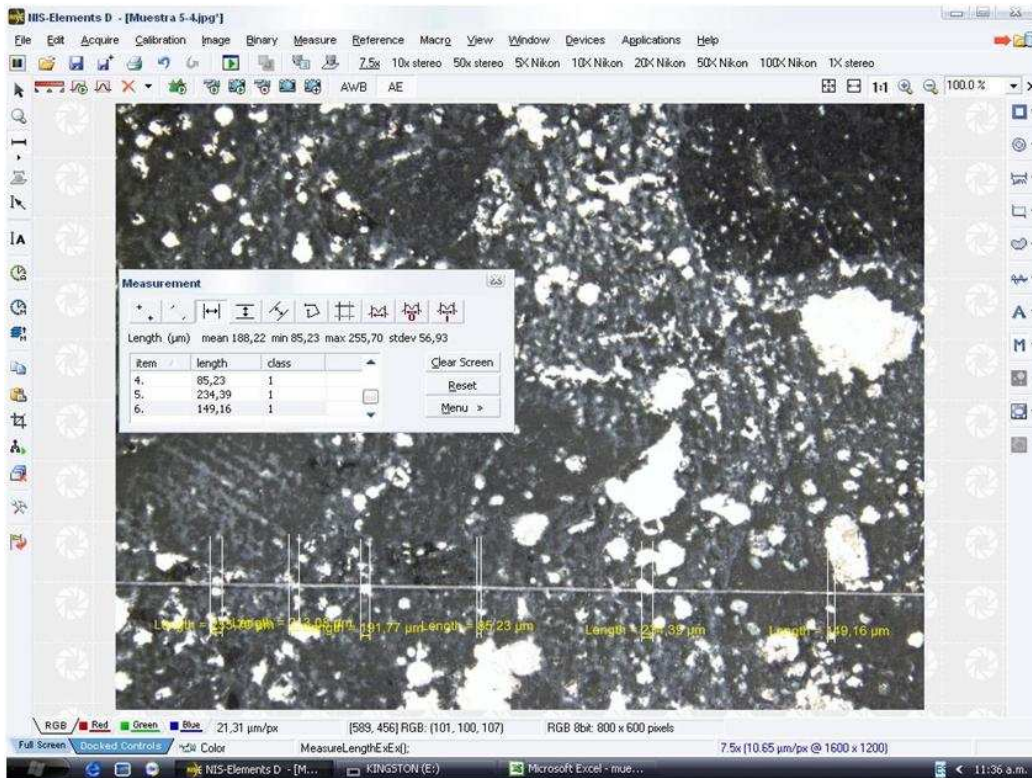 NIS-Elements D - [Muestra 5-4.jpg*]
File Edit Acquire Calibration Image Binary Measure Reference Macro View Window Devices Applications Help
7.5x 10x stereo 50x stereo 5X Nikon 10X Nikon 20X Nikon 50X Nikon 100X Nikon 1X stereo
AWB AE 1:1 100.0 %
Measurement
Length (µm) mean 188,22 min 85,23 max 255,70 stdev 56,93
item length class
4. 85,23 1
5. 234,39 1
6. 149,16 1
Clear Screen
Reset
Menu »
Length = 85,23 µm
Length = 234,39 µm
Length = 149,16 µm
191,77 µm
RGB Red Green Blue 21,31 µm/px [589, 456] RGB: (101, 100, 107) RGB 8bit: 800 x 600 pixels
Full Screen Docked Controls Color MeasureLengthExEx(); 7.5x (10.65 µm/px @ 1600 x 1200)
NIS-Elements D - [M... KINGSTON (E:) Microsoft Excel - mue... 11:36 a.m.